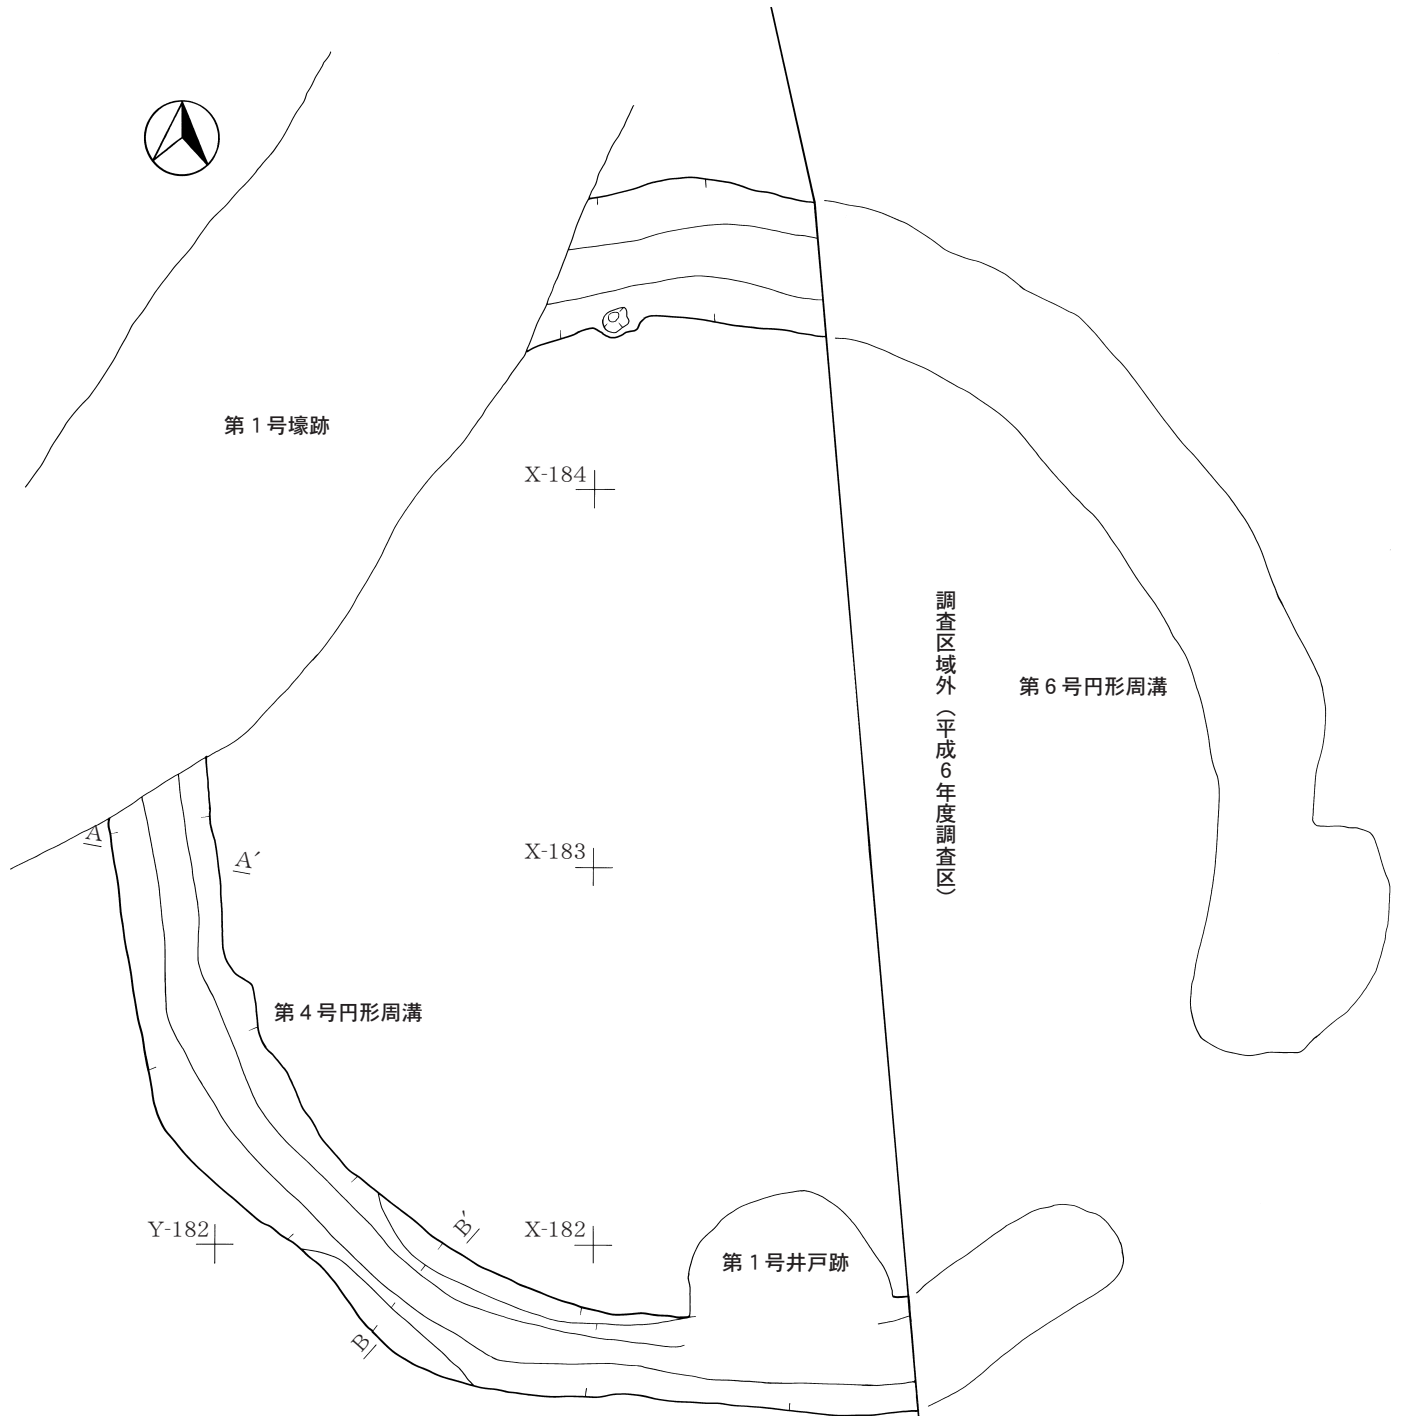 第1号壕跡
X-184
調査区域外（平成6年度調査区）
第6号円形周溝
A
A´
X-183
第4号円形周溝
Y-182
B´
X-182
第1号井戸跡
B